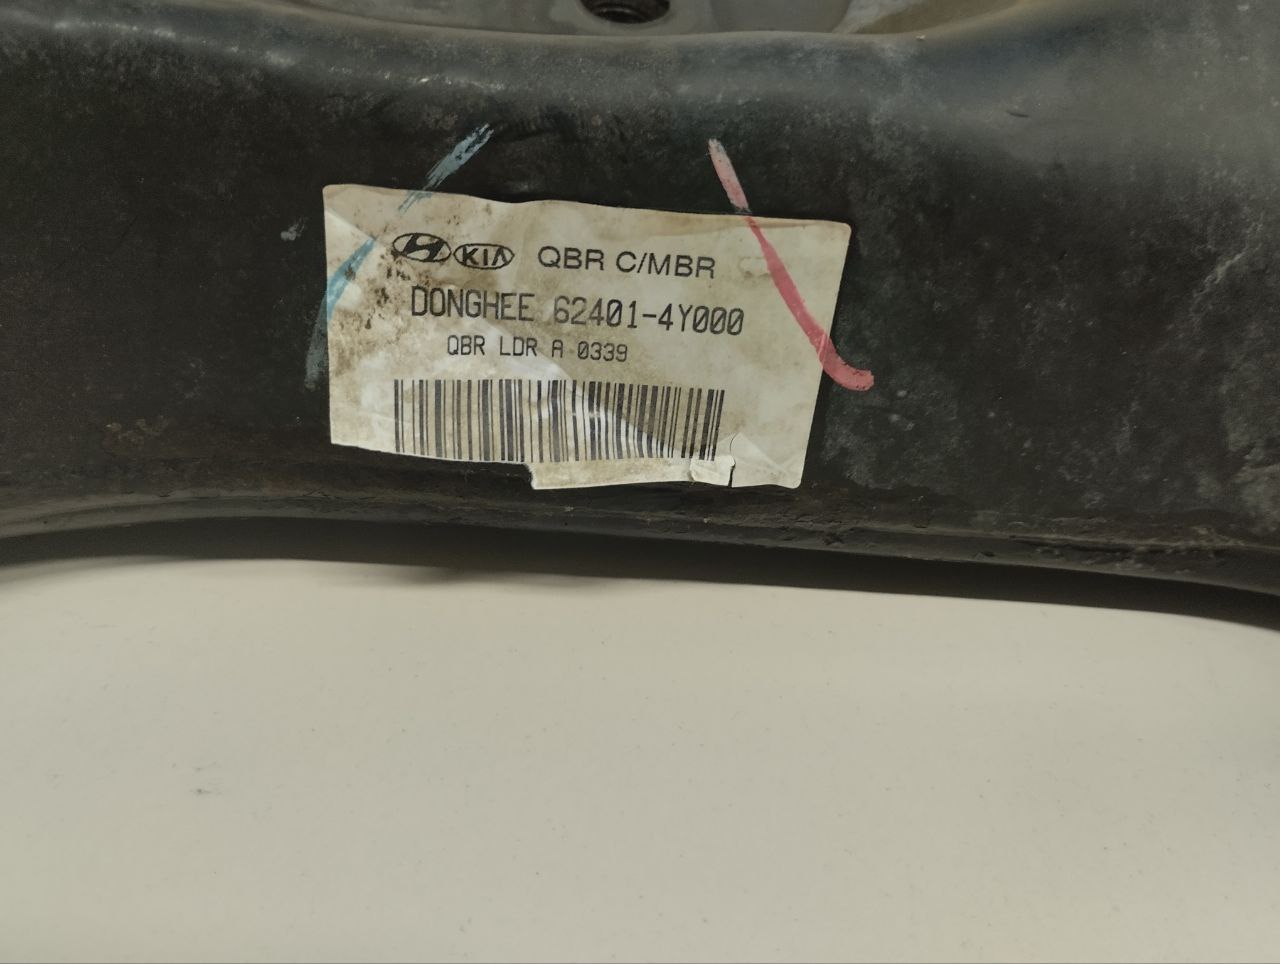 KIA QBR C/MBR
DONGHEE 62401-4Y000
QBR LDR A 0339